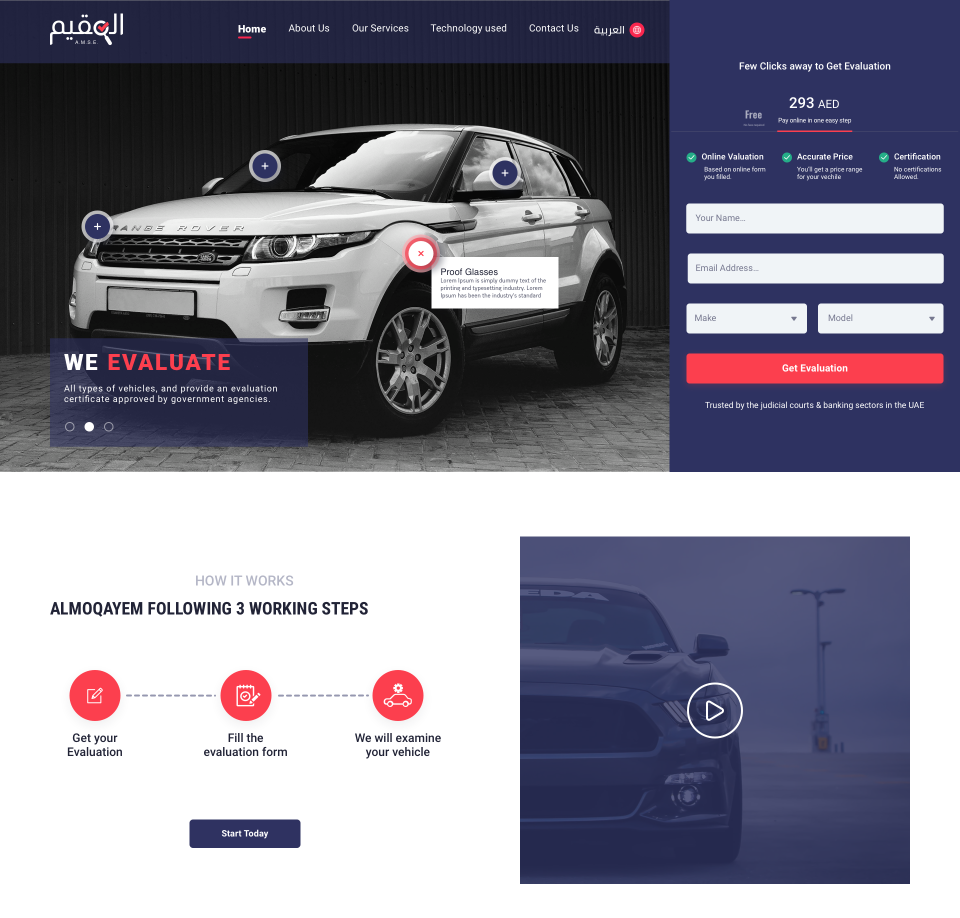 المقيم
A.M.S.E
Home
About Us
Our Services
Technology used
Contact Us
العربية
RANGE ROVER
Proof Glasses
Lorem Ipsum is simply dummy text of the
printing and typesetting industry. Lorem
Ipsum has been the industry's standard
WE EVALUATE
All types of vehicles, and provide an evaluation
certificate approved by government agencies.
Few Clicks away to Get Evaluation
Free
293 AED
Pay online in one easy step
Online Valuation
Based on online form
you filled.
Accurate Price
You'll get a price range
for your vechile
Certification
No certifications
Allowed.
Your Name...
Email Address...
Make
Model
Get Evaluation
Trusted by the judicial courts & banking sectors in the UAE
HOW IT WORKS
ALMOQAYEM FOLLOWING 3 WORKING STEPS
Get your
Evaluation
Fill the
evaluation form
We will examine
your vehicle
Start Today